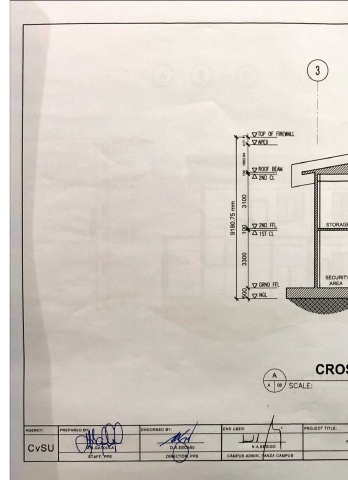 3
TOP OF FIREWALL
APEX
ROOF BEAM
2ND CL
3100
9180.75 mm
2ND FFL
1ST CL
STORAGE
3300
SECURITY
AREA
GRND FFL
500
NGL
A
A
CROS
SCALE:
AGENCY:
PREPARED BY:
ENDORSED BY:
END USER:
PROJECT TITLE:
CvSU
STAFF, PPS
DIRECTOR, PPS
CAMPUS ADMIN., TANZA CAMPUS